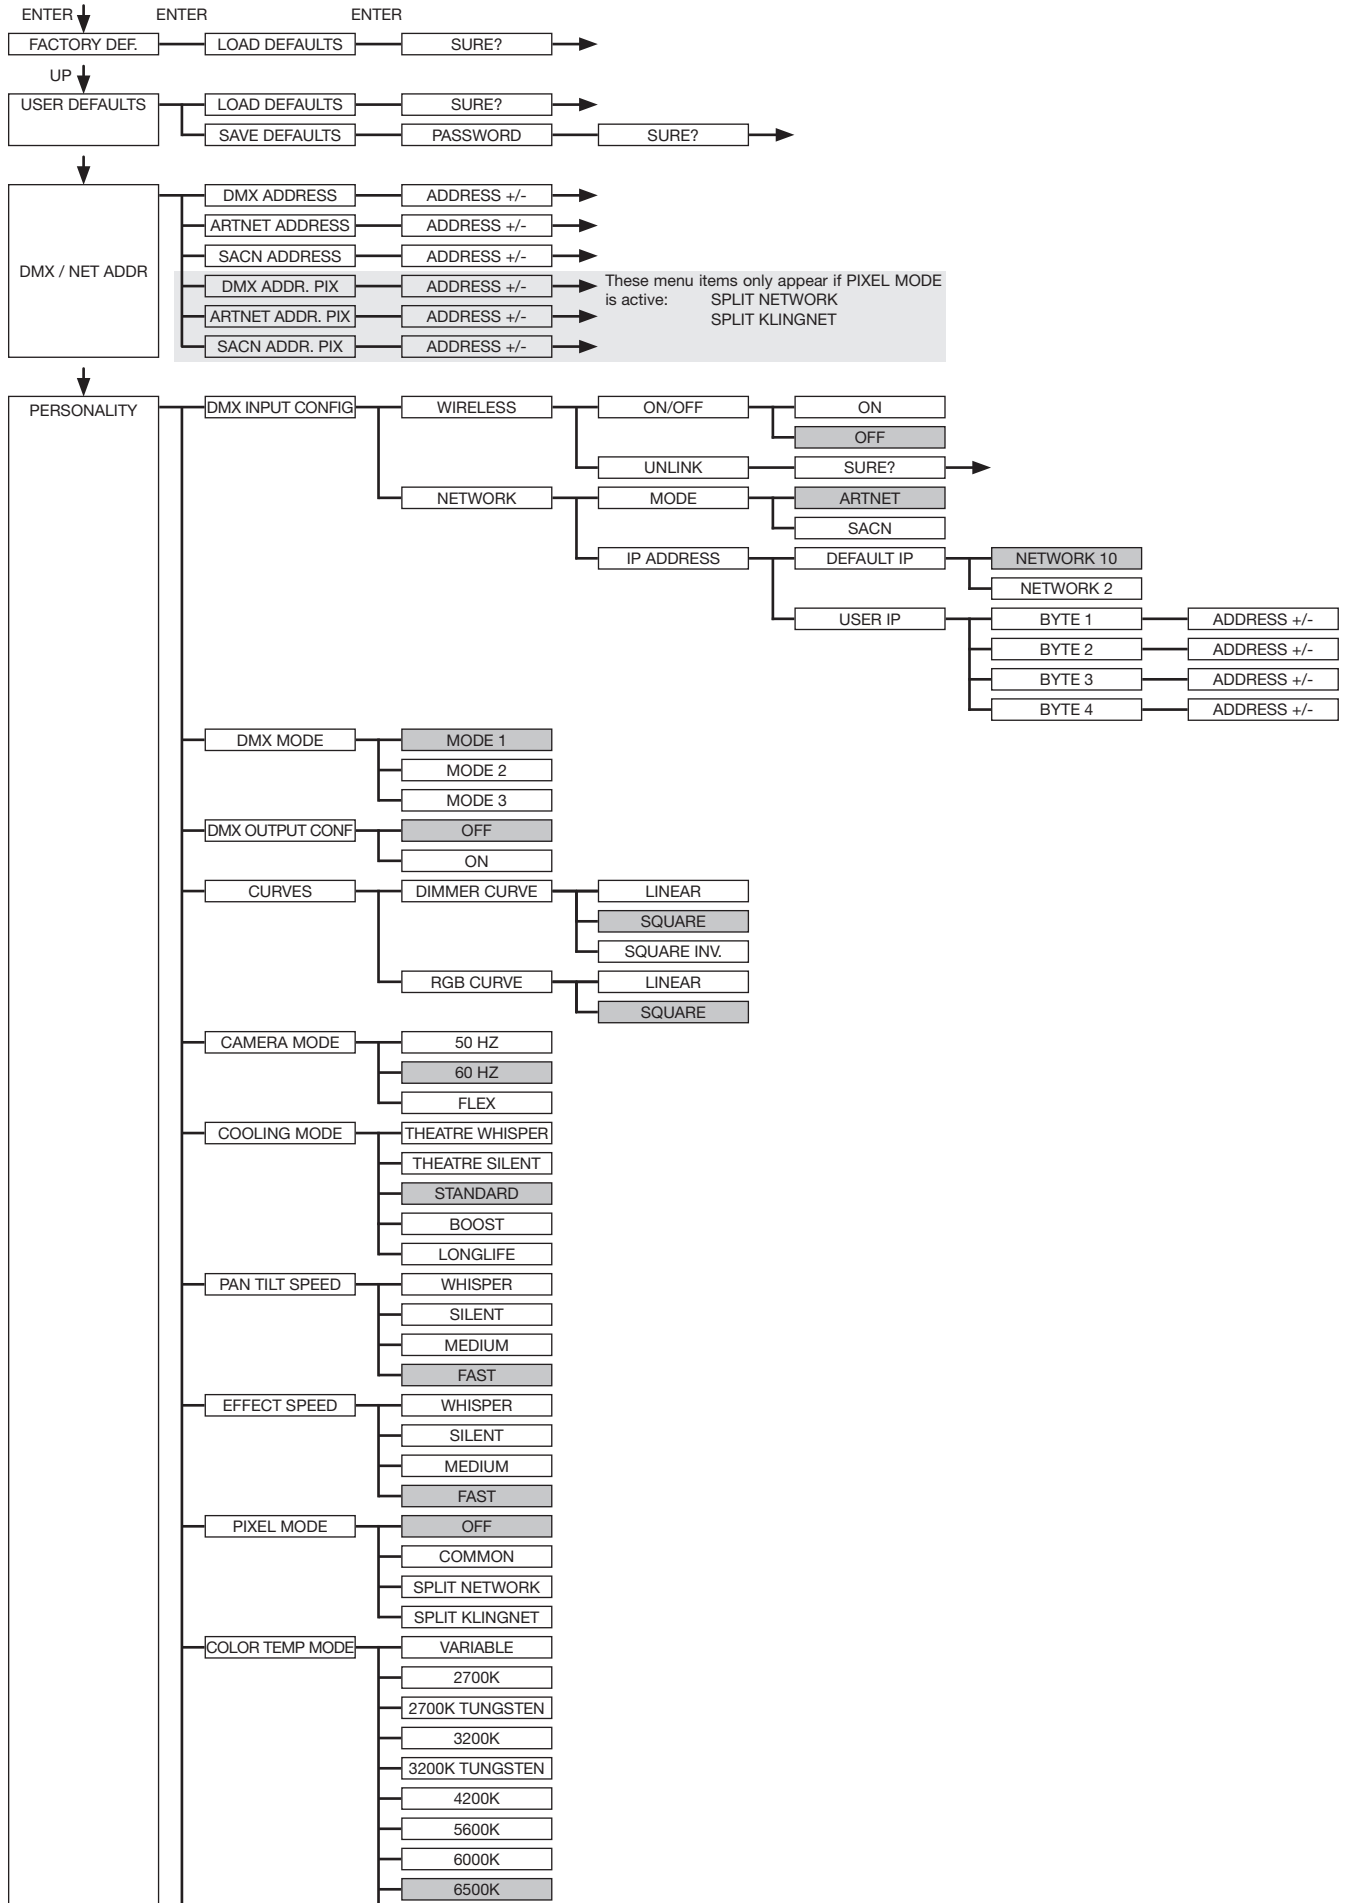 ENTER ENTER ENTER
FACTORY DEF. LOAD DEFAULTS SURE?
UP
USER DEFAULTS LOAD DEFAULTS SURE?
SAVE DEFAULTS PASSWORD SURE?
DMX / NET ADDR
DMX ADDRESS ADDRESS +/-
ARTNET ADDRESS ADDRESS +/-
SACN ADDRESS ADDRESS +/-
DMX ADDR. PIX ADDRESS +/- These menu items only appear if PIXEL MODE
is active: SPLIT NETWORK
ARTNET ADDR. PIX ADDRESS +/- SPLIT KLINGNET
SACN ADDR. PIX ADDRESS +/-
PERSONALITY DMX INPUT CONFIG WIRELESS ON/OFF ON
OFF
UNLINK SURE?
NETWORK MODE ARTNET
SACN
IP ADDRESS DEFAULT IP NETWORK 10
NETWORK 2
USER IP BYTE 1 ADDRESS +/-
BYTE 2 ADDRESS +/-
BYTE 3 ADDRESS +/-
BYTE 4 ADDRESS +/-
DMX MODE MODE 1
MODE 2
MODE 3
DMX OUTPUT CONF OFF
ON
CURVES DIMMER CURVE LINEAR
SQUARE
SQUARE INV.
RGB CURVE LINEAR
SQUARE
CAMERA MODE 50 HZ
60 HZ
FLEX
COOLING MODE THEATRE WHISPER
THEATRE SILENT
STANDARD
BOOST
LONGLIFE
PAN TILT SPEED WHISPER
SILENT
MEDIUM
FAST
EFFECT SPEED WHISPER
SILENT
MEDIUM
FAST
PIXEL MODE OFF
COMMON
SPLIT NETWORK
SPLIT KLINGNET
COLOR TEMP MODE VARIABLE
2700K
2700K TUNGSTEN
3200K
3200K TUNGSTEN
4200K
5600K
6000K
6500K